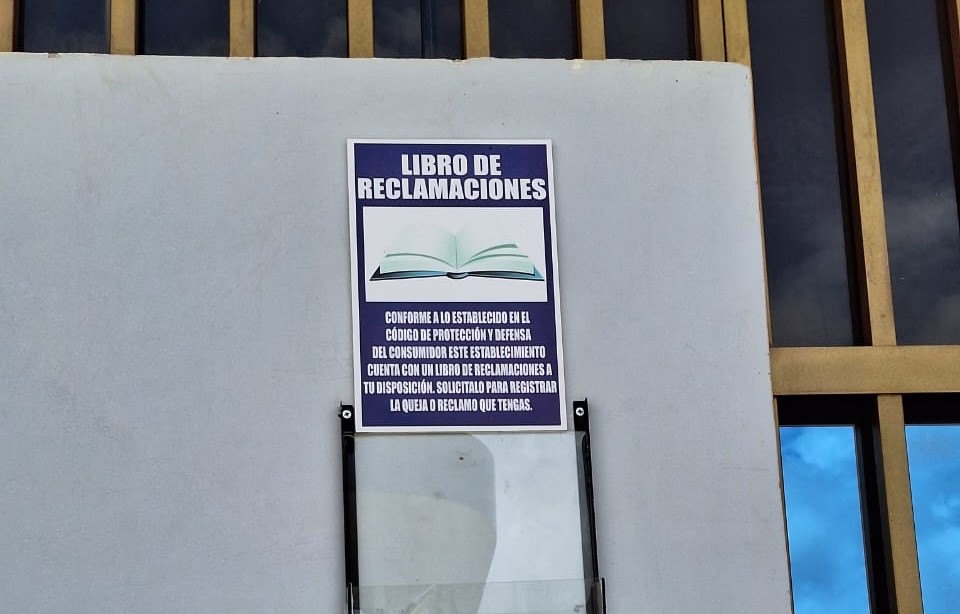 LIBRO DE
RECLAMACIONES
CONFORME A LO ESTABLECIDO EN EL
CÓDIGO DE PROTECCIÓN Y DEFENSA
DEL CONSUMIDOR ESTE ESTABLECIMIENTO
CUENTA CON UN LIBRO DE RECLAMACIONES A
TU DISPOSICIÓN. SOLICITALO PARA REGISTRAR
LA QUEJA O RECLAMO QUE TENGAS.